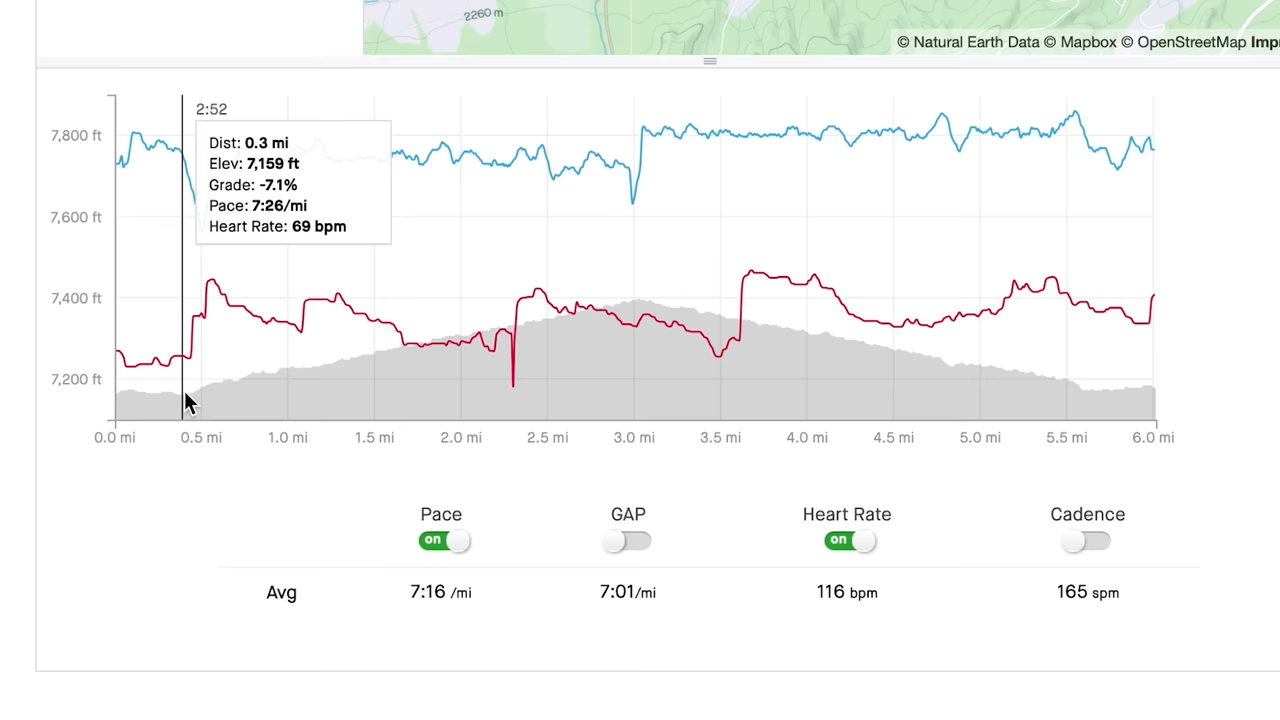 2260 m
© Natural Earth Data © Mapbox © OpenStreetMap Impr
2:52
Dist: 0.3 mi
Elev: 7,159 ft
Grade: -7.1%
Pace: 7:26/mi
Heart Rate: 69 bpm
7,800 ft
7,600 ft
7,400 ft
7,200 ft
0.0 mi 0.5 mi 1.0 mi 1.5 mi 2.0 mi 2.5 mi 3.0 mi 3.5 mi 4.0 mi 4.5 mi 5.0 mi 5.5 mi 6.0 mi
Pace GAP Heart Rate Cadence
on on
Avg 7:16 /mi 7:01/mi 116 bpm 165 spm